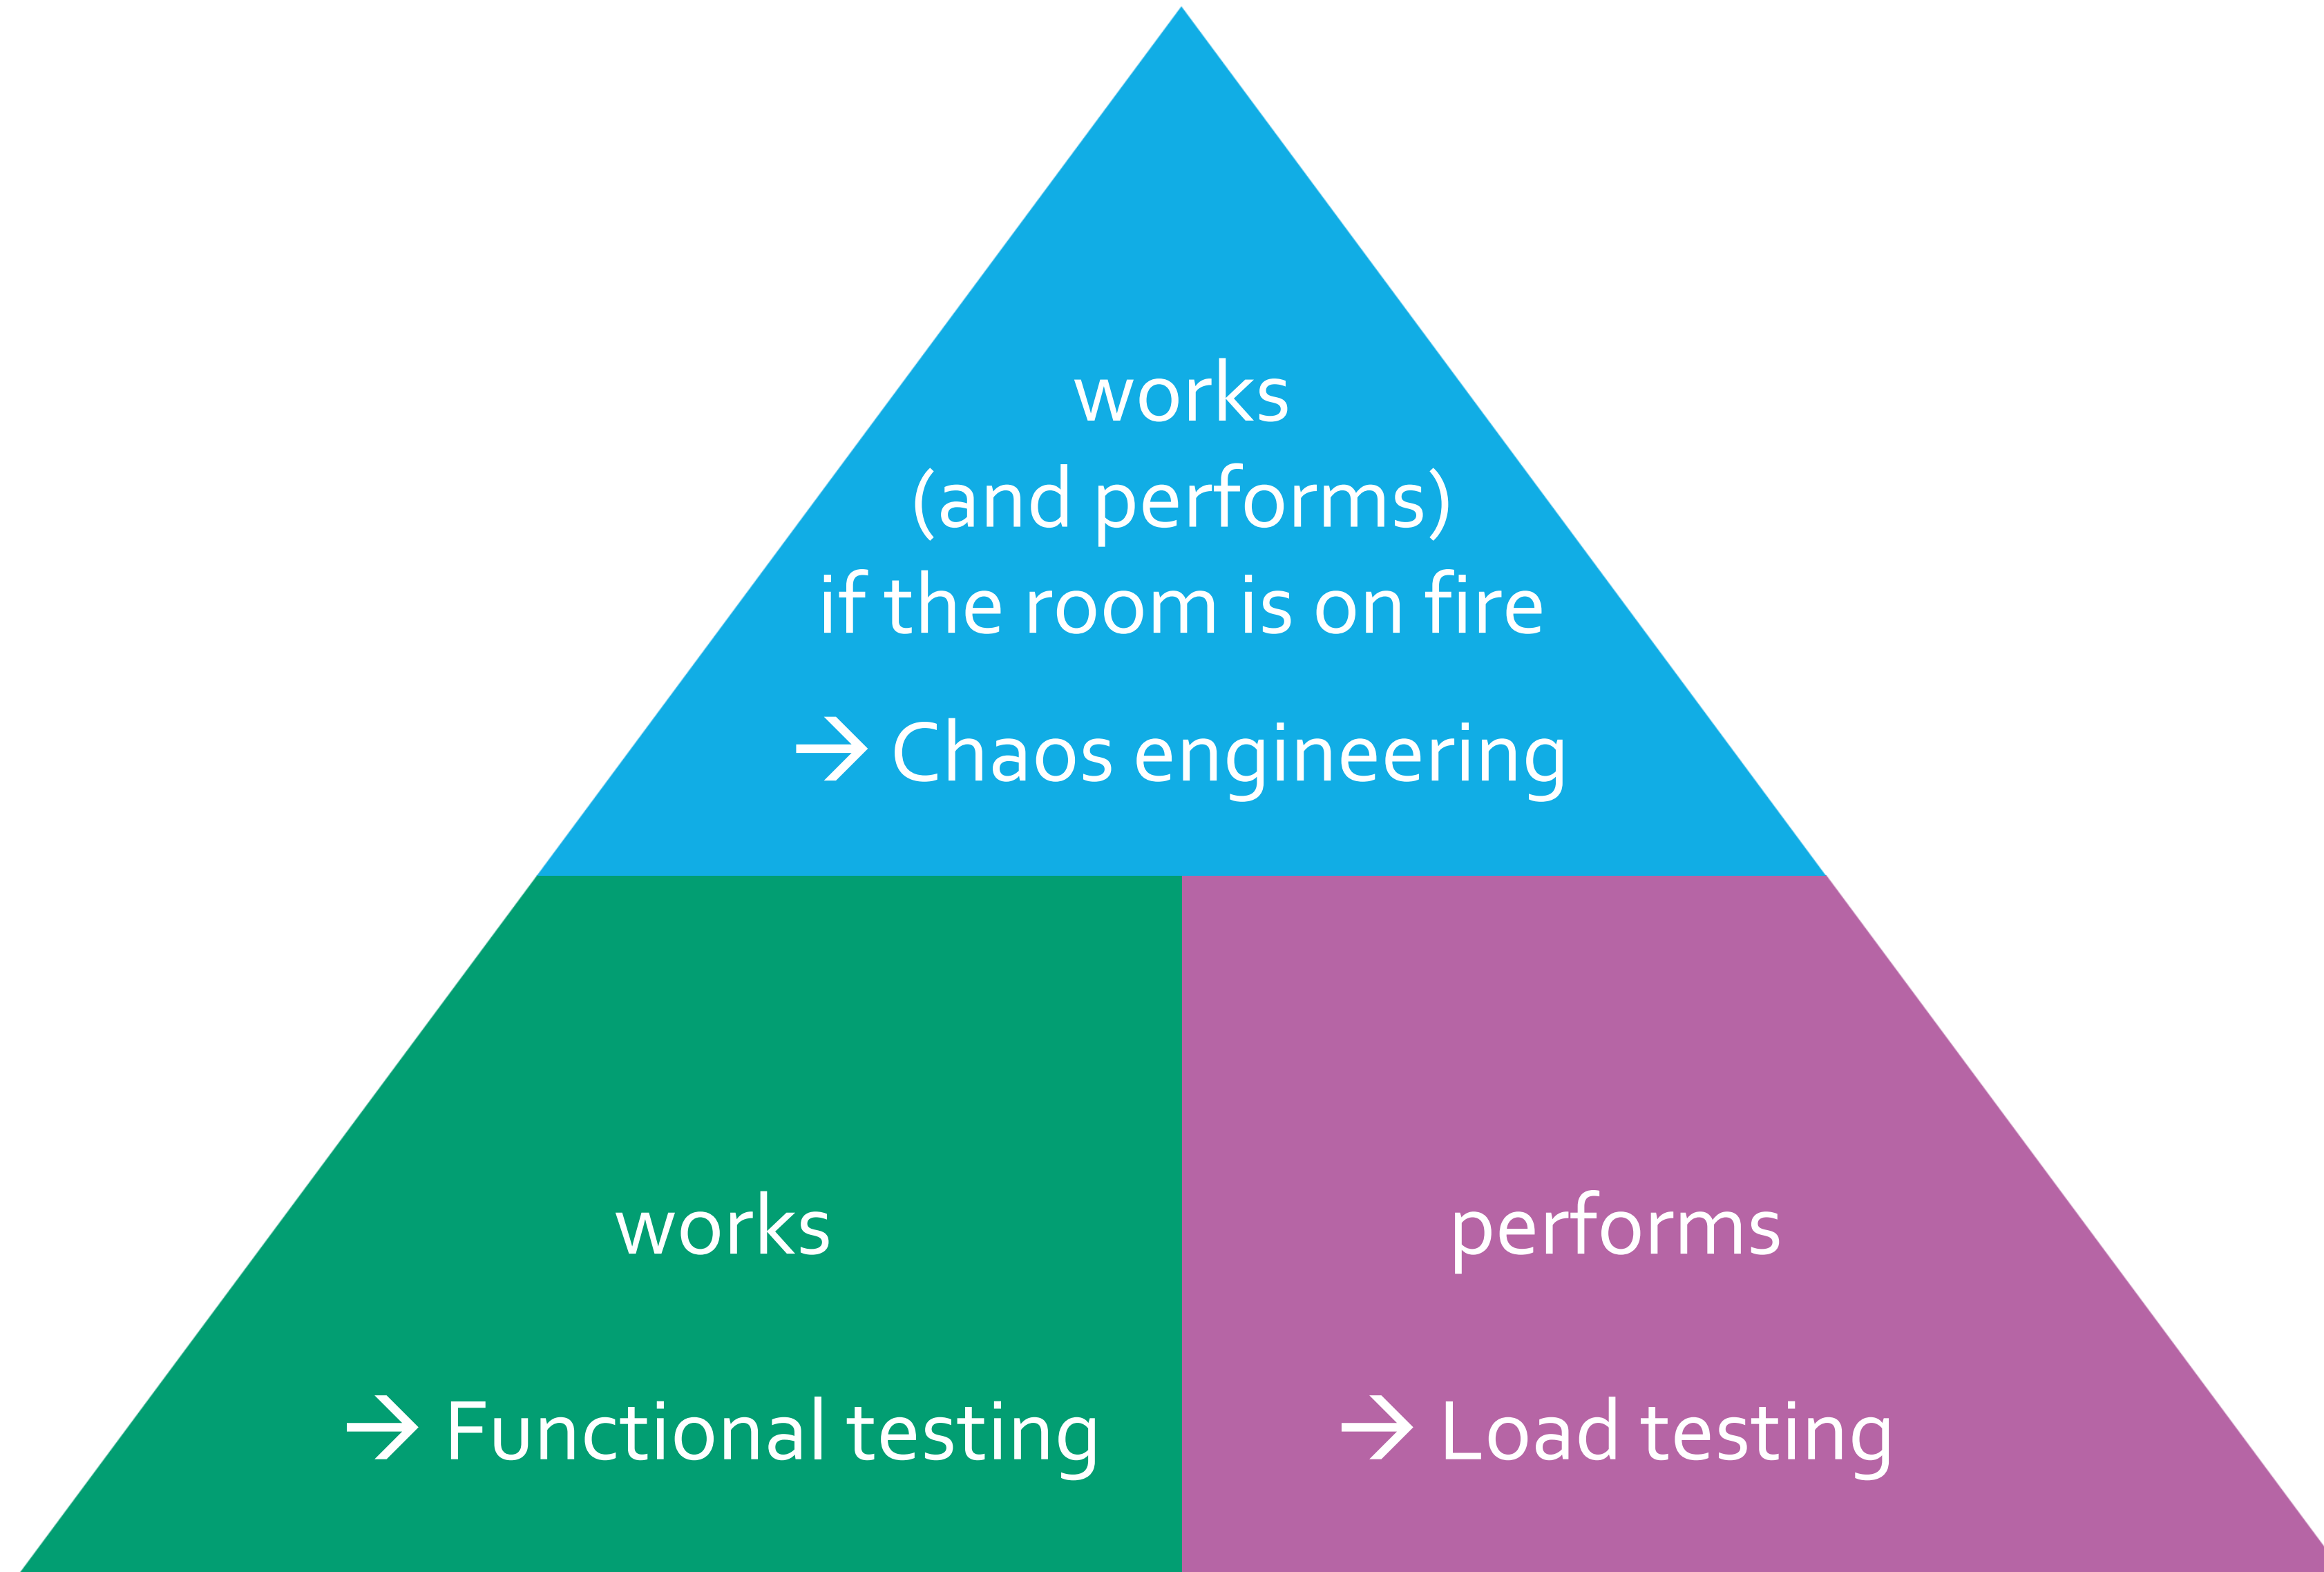 works
(and performs)
if the room is on fire
→ Chaos engineering
works
performs
→ Functional testing
→ Load testing